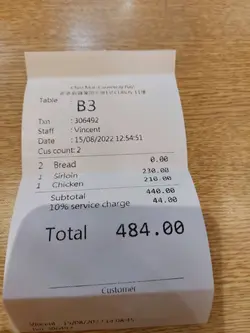 Table B3
Txn : 306492
Staff : Vincent
Date : 15/06/2022 12:54:51
Cus count: 2
2 Bread 0.00
1 Sirloin 230.00
1 Chicken 210.00
Subtotal 440.00
10% service charge 44.00
Total 484.00
Customer